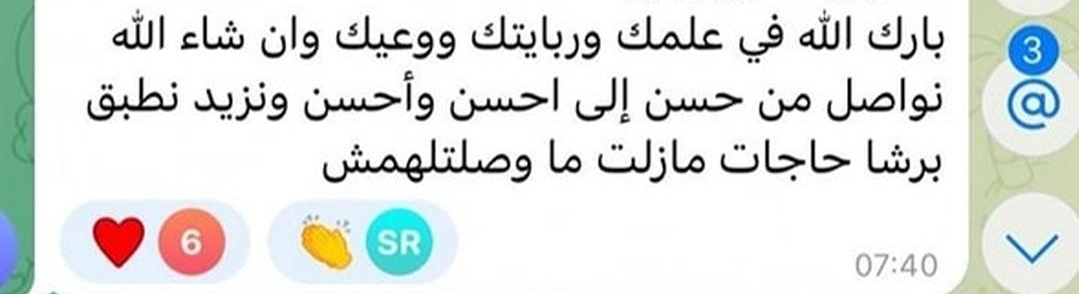 بارك الله في علمك وربايتك ووعيك وان شاء الله
نواصل من حسن إلى احسن وأحسن ونزيد نطبق
برشا حاجات مازلت ما وصلتلهمش
❤️ 6 👏 SR
07:40
3
@